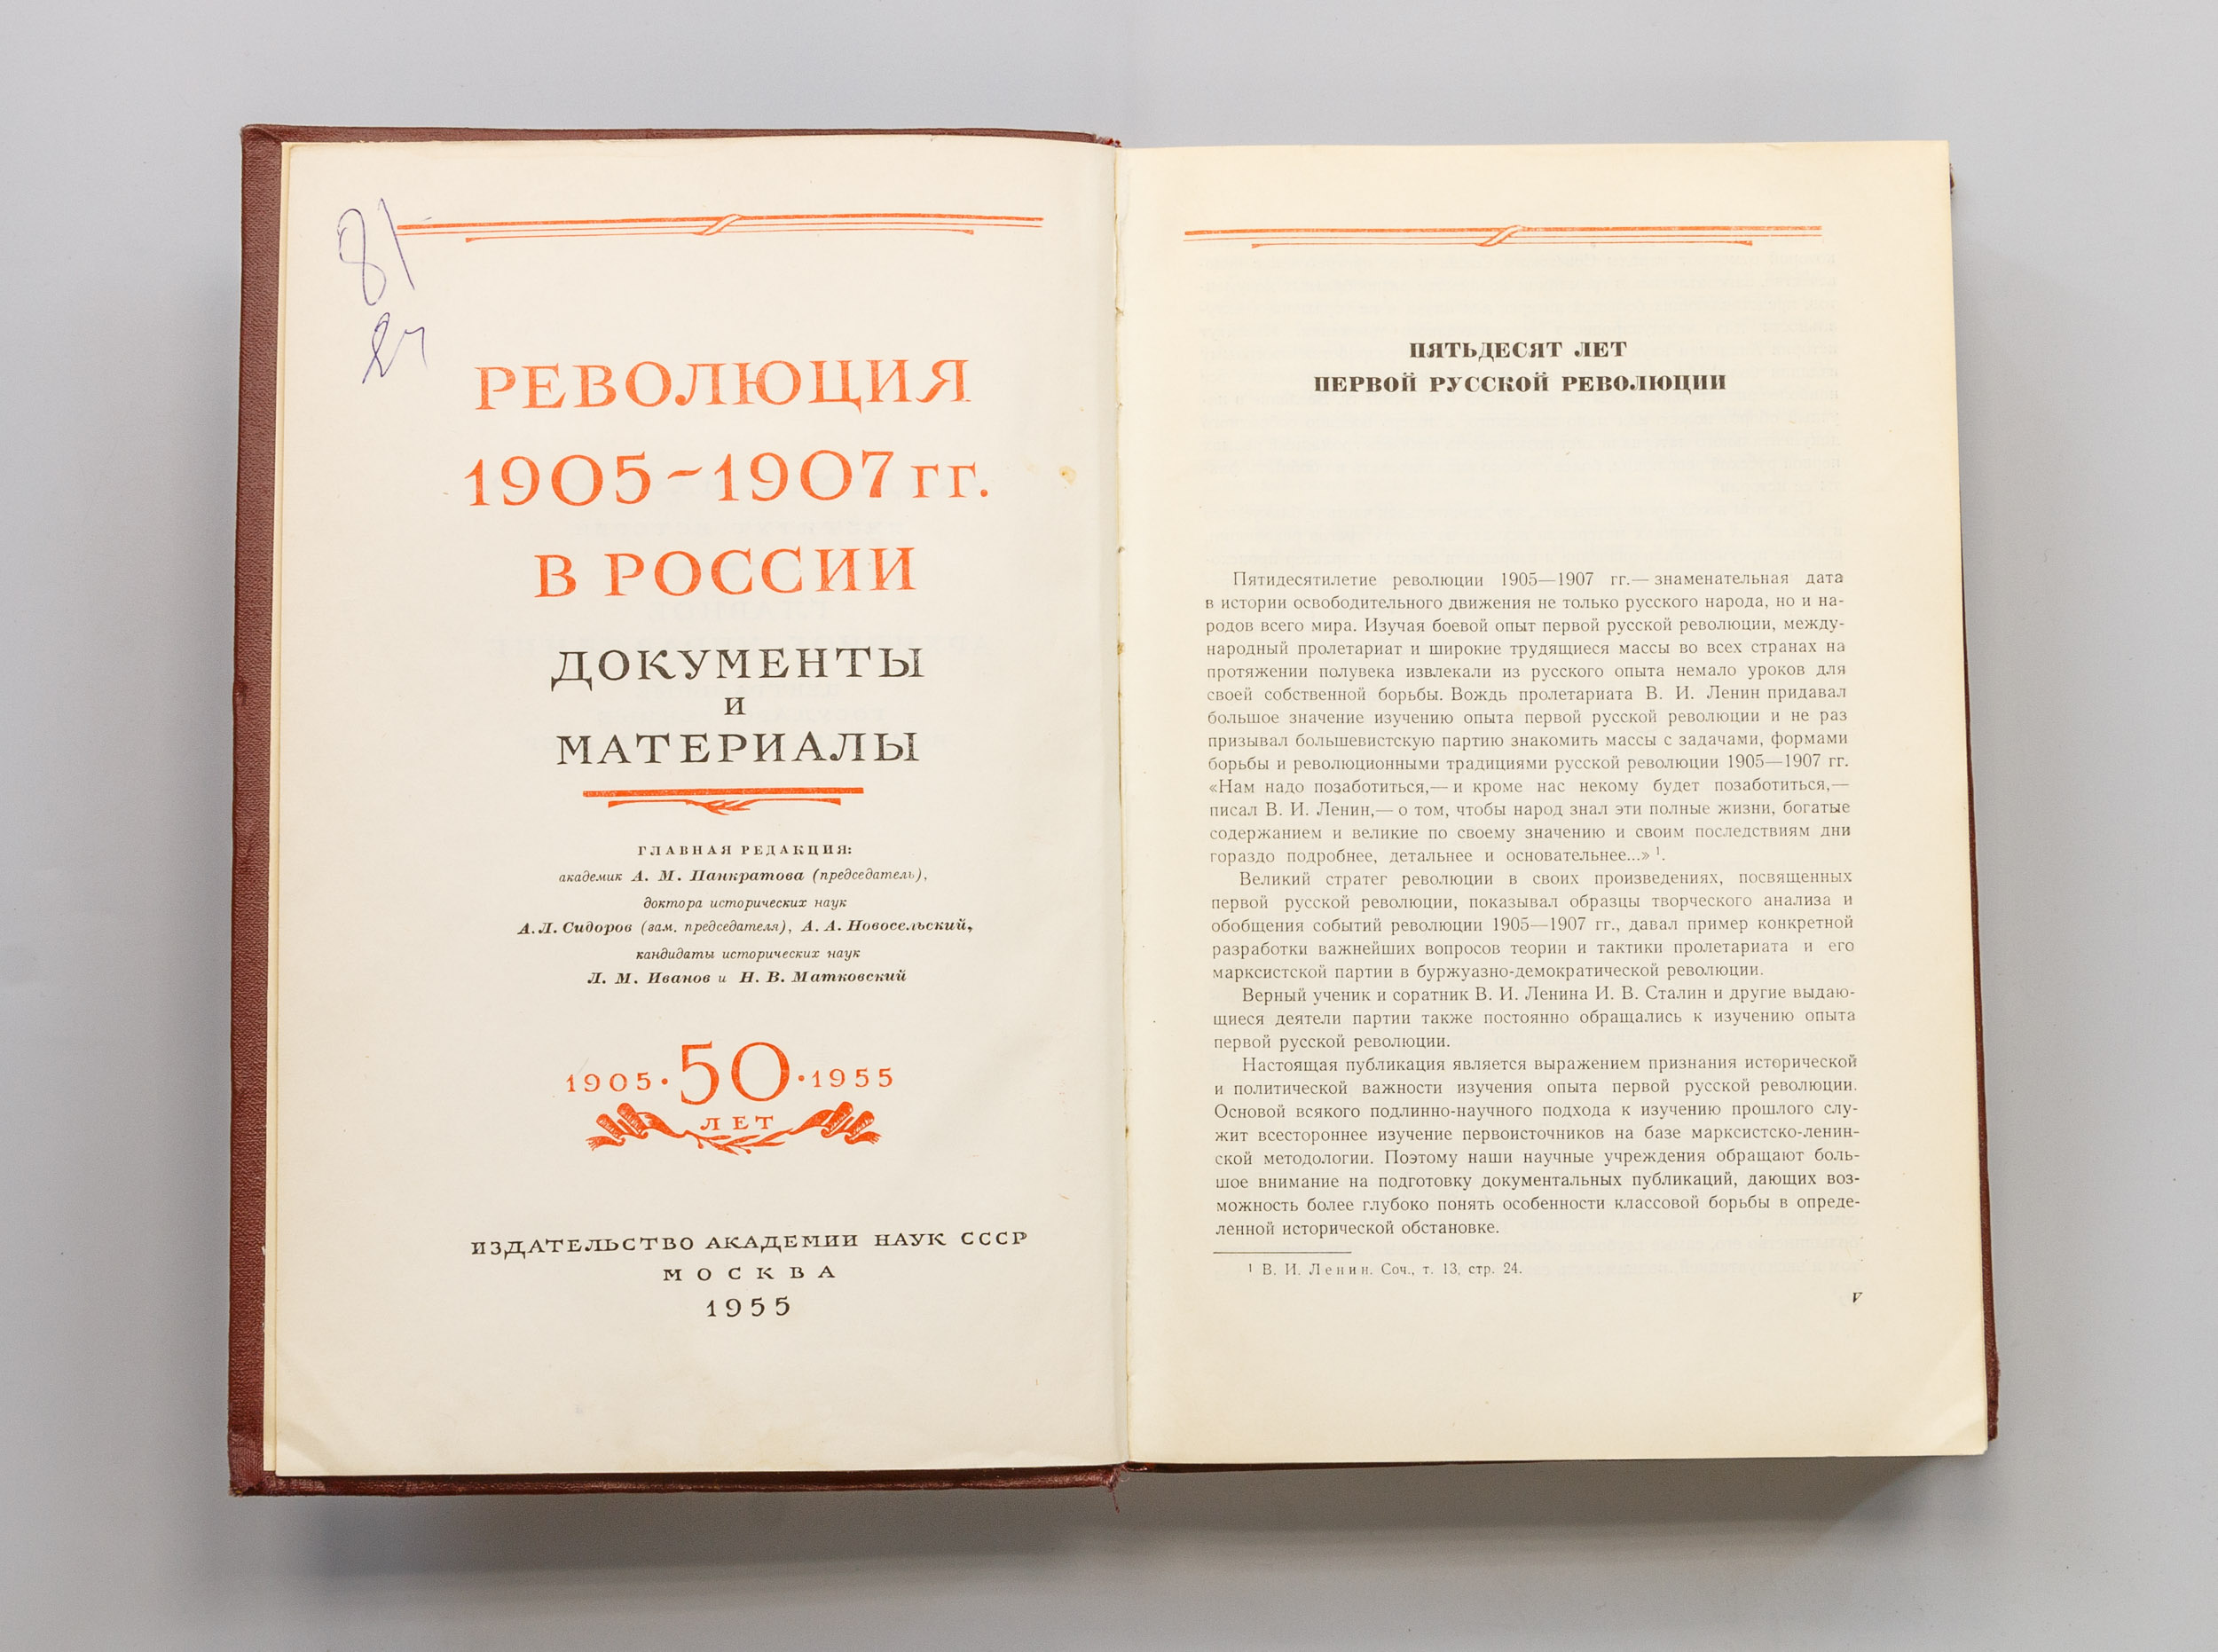 81
РЕВОЛЮЦИЯ
1905~1907 гг.
В РОССИИ
ДОКУМЕНТЫ
И
МАТЕРИАЛЫ
ГЛАВНАЯ РЕДАКЦИЯ:
академик А. М. Панкратова (председатель),
доктора исторических наук
А. Л. Сидоров (зам. председателя), А. А. Новосельский,
кандидаты исторических наук
Л. М. Иванов и Н. В. Матковский
1905·50·1955
ЛЕТ
ИЗДАТЕЛЬСТВО АКАДЕМИИ НАУК СССР
МОСКВА
1955
ПЯТЬДЕСЯТ ЛЕТ
ПЕРВОЙ РУССКОЙ РЕВОЛЮЦИИ
Пятидесятилетие революции 1905—1907 гг.— знаменательная дата
в истории освободительного движения не только русского народа, но и на-
родов всего мира. Изучая боевой опыт первой русской революции, между-
народный пролетариат и широкие трудящиеся массы во всех странах на
протяжении полувека извлекали из русского опыта немало уроков для
своей собственной борьбы. Вождь пролетариата В. И. Ленин придавал
большое значение изучению опыта первой русской революции и не раз
призывал большевистскую партию знакомить массы с задачами, формами
борьбы и революционными традициями русской революции 1905—1907 гг.
«Нам надо позаботиться,— и кроме нас некому будет позаботиться,—
писал В. И. Ленин,— о том, чтобы народ знал эти полные жизни, богатые
содержанием и великие по своему значению и своим последствиям дни
гораздо подробнее, детальнее и основательнее...» ¹.
Великий стратег революции в своих произведениях, посвященных
первой русской революции, показывал образцы творческого анализа и
обобщения событий революции 1905—1907 гг., давал пример конкретной
разработки важнейших вопросов теории и тактики пролетариата и его
марксистской партии в буржуазно-демократической революции.
Верный ученик и соратник В. И. Ленина И. В. Сталин и другие выдаю-
щиеся деятели партии также постоянно обращались к изучению опыта
первой русской революции.
Настоящая публикация является выражением признания исторической
и политической важности изучения опыта первой русской революции.
Основой всякого подлинно-научного подхода к изучению прошлого слу-
жит всестороннее изучение первоисточников на базе марксистско-ленин-
ской методологии. Поэтому наши научные учреждения обращают боль-
шое внимание на подготовку документальных публикаций, дающих воз-
можность более глубоко понять особенности классовой борьбы в опреде-
ленной исторической обстановке.
¹ В. И. Ленин. Соч., т. 13, стр. 24.
V